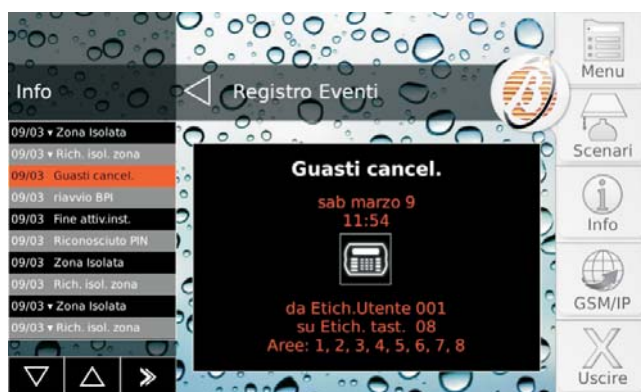 Info
Registro Eventi
09/03 ▾ Zona Isolata
09/03 ▾ Rich. isol. zona
09/03 Guasti cancel.
09/03 riavvio BPI
09/03 Fine attiv.inst.
09/03 Riconosciuto PIN
09/03 Zona Isolata
09/03 Rich. isol. zona
09/03 ▾ Zona Isolata
09/03 ▾ Rich. isol. zona
Guasti cancel.
sab marzo 9
11:54
da Etich.Utente 001
su Etich. tast. 08
Aree: 1, 2, 3, 4, 5, 6, 7, 8
B
Menu
Scenari
Info
GSM/IP
Uscire